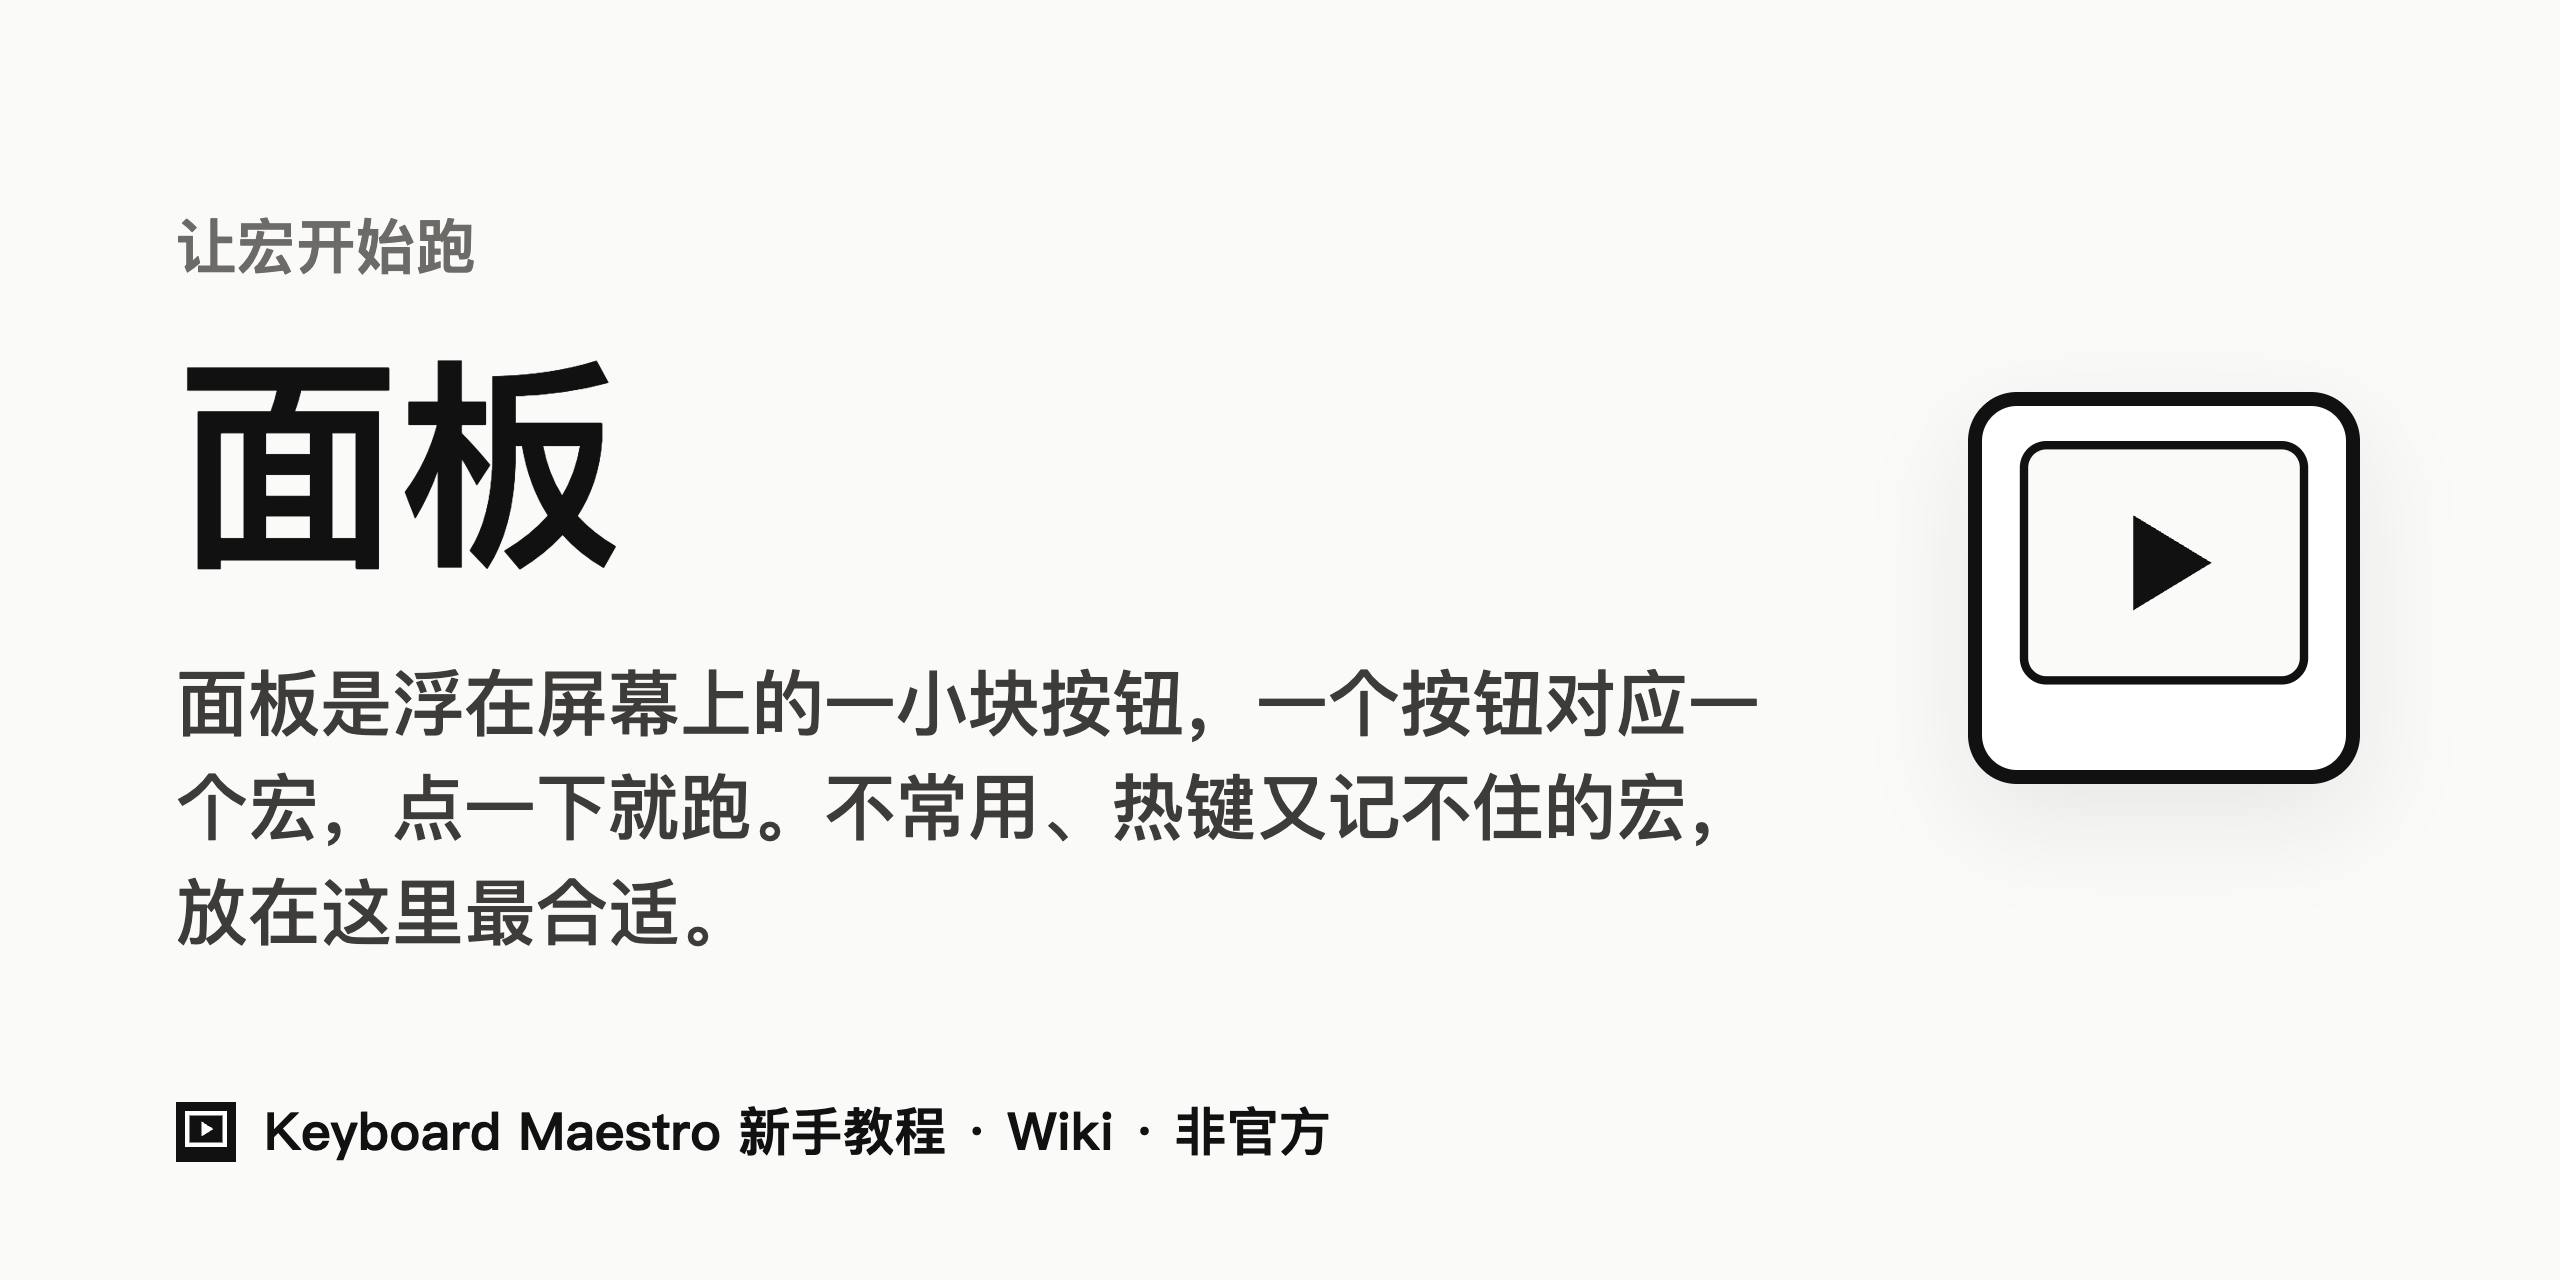 让宏开始跑
面板
面板是浮在屏幕上的一小块按钮，一个按钮对应一
个宏，点一下就跑。不常用、热键又记不住的宏，
放在这里最合适。
Keyboard Maestro 新手教程 · Wiki · 非官方